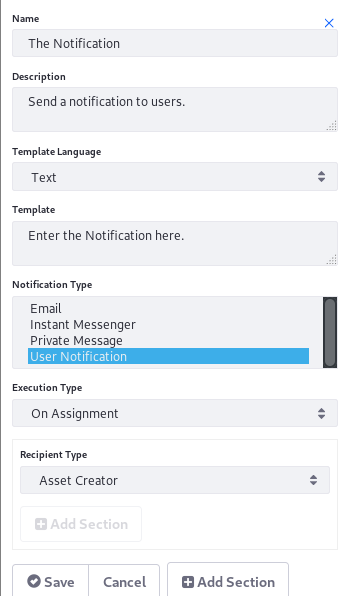 Name
The Notification
Description
Send a notification to users.
Template Language
Text
Template
Enter the Notification here.
Notification Type
Email
Instant Messenger
Private Message
User Notification
Execution Type
On Assignment
Recipient Type
Asset Creator
Add Section
Save Cancel Add Section